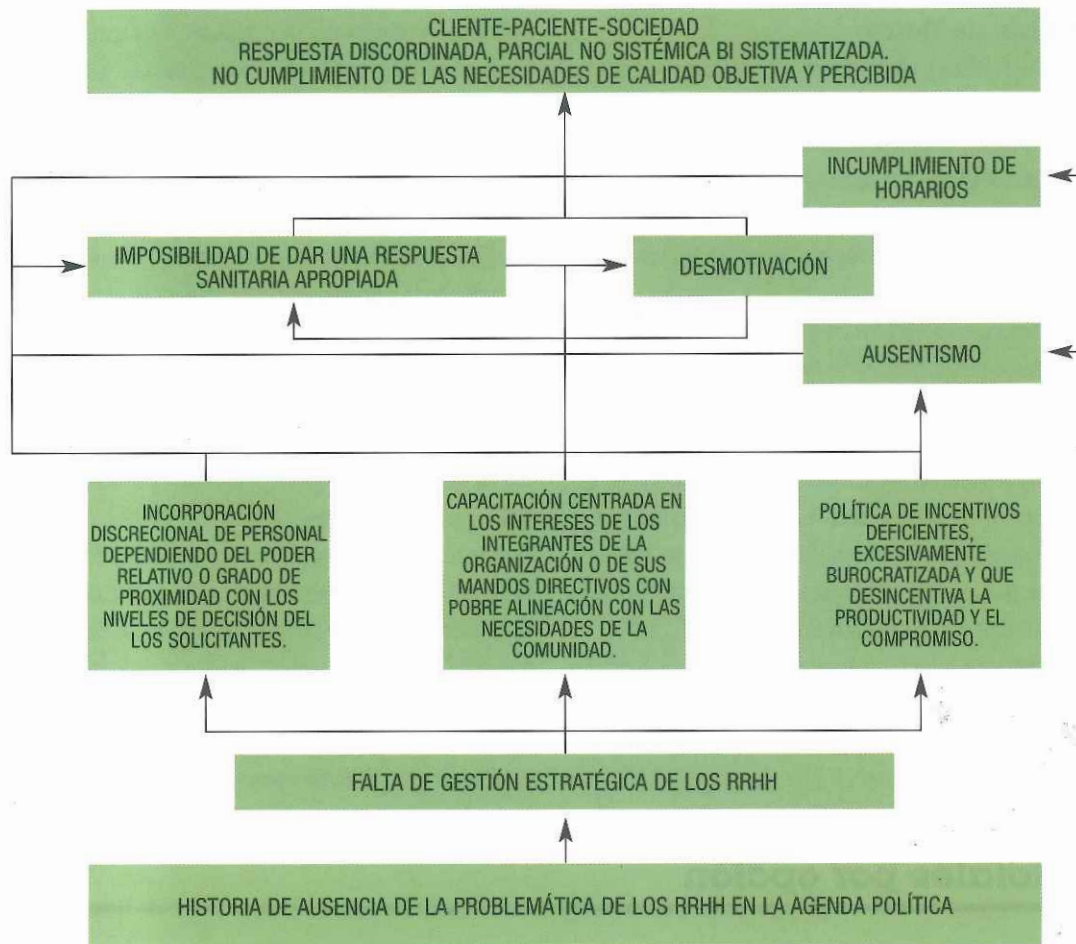 CLIENTE-PACIENTE-SOCIEDAD
RESPUESTA DISCORDINADA, PARCIAL NO SISTÉMICA BI SISTEMATIZADA.
NO CUMPLIMIENTO DE LAS NECESIDADES DE CALIDAD OBJETIVA Y PERCIBIDA
INCUMPLIMIENTO DE
HORARIOS
IMPOSIBILIDAD DE DAR UNA RESPUESTA
SANITARIA APROPIADA
DESMOTIVACIÓN
AUSENTISMO
INCORPORACIÓN
DISCRECIONAL DE PERSONAL
DEPENDIENDO DEL PODER
RELATIVO O GRADO DE
PROXIMIDAD CON LOS
NIVELES DE DECISIÓN DEL
LOS SOLICITANTES.
CAPACITACIÓN CENTRADA EN
LOS INTERESES DE LOS
INTEGRANTES DE LA
ORGANIZACIÓN O DE SUS
MANDOS DIRECTIVOS CON
POBRE ALINEACIÓN CON LAS
NECESIDADES DE LA
COMUNIDAD.
POLÍTICA DE INCENTIVOS
DEFICIENTES,
EXCESIVAMENTE
BUROCRATIZADA Y QUE
DESINCENTIVA LA
PRODUCTIVIDAD Y EL
COMPROMISO.
FALTA DE GESTIÓN ESTRATÉGICA DE LOS RRHH
HISTORIA DE AUSENCIA DE LA PROBLEMÁTICA DE LOS RRHH EN LA AGENDA POLÍTICA